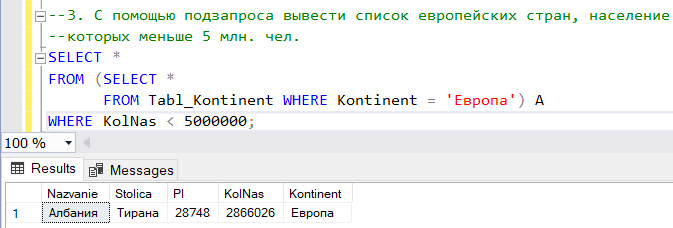 --3. С помощью подзапроса вывести список европейских стран, население
--которых меньше 5 млн. чел.
SELECT *
FROM (SELECT *
FROM Tabl_Kontinent WHERE Kontinent = 'Европа') A
WHERE KolNas < 5000000;
100 %
Results Messages
Nazvanie Stolica Pl KolNas Kontinent
1 Албания Тирана 28748 2866026 Европа